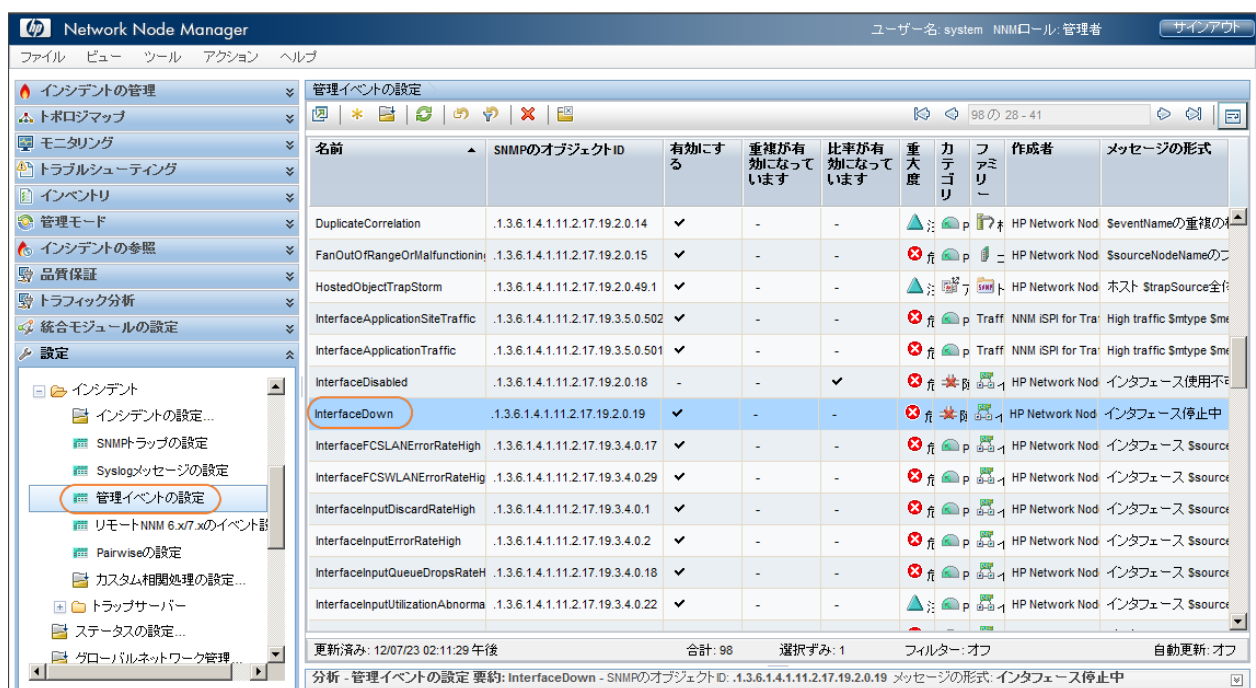 hp Network Node Manager
ユーザー名: system NNMロール: 管理者
サインアウト
ファイル ビュー ツール アクション ヘルプ
インシデントの管理
トポロジマップ
モニタリング
トラブルシューティング
インベントリ
管理モード
インシデントの参照
品質保証
トラフィック分析
統合モジュールの設定
設定
インシデント
インシデントの設定...
SNMPトラップの設定
Syslogメッセージの設定
管理イベントの設定
リモートNNM 6.x/7.xのイベント設
Pairwiseの設定
カスタム相関処理の設定...
トラップサーバー
ステータスの設定...
グローバルネットワーク管理...
管理イベントの設定
98の 28 - 41
名前 SNMPのオブジェクトID 有効にする 重複が有効になっています 比率が有効になっています 重大度 カテゴリ ファミリー 作成者 メッセージの形式
DuplicateCorrelation .1.3.6.1.4.1.11.2.17.19.2.0.14 - - HP Network Nod $eventNameの重複の
FanOutOfRangeOrMalfunctioning .1.3.6.1.4.1.11.2.17.19.2.0.15 - - HP Network Nod $sourceNodeNameのフ
HostedObjectTrapStorm .1.3.6.1.4.1.11.2.17.19.2.0.49.1 - - HP Network Nod ホスト $trapSource全
InterfaceApplicationSiteTraffic .1.3.6.1.4.1.11.2.17.19.3.5.0.502 - - Traff NNM iSPI for Tra High traffic $mtype $me
InterfaceApplicationTraffic .1.3.6.1.4.1.11.2.17.19.3.5.0.501 - - Traff NNM iSPI for Tra High traffic $mtype $me
InterfaceDisabled .1.3.6.1.4.1.11.2.17.19.2.0.18 - - HP Network Nod インタフェース使用不可
InterfaceDown .1.3.6.1.4.1.11.2.17.19.2.0.19 - - HP Network Nod インタフェース停止中
InterfaceFCSLANErrorRateHigh .1.3.6.1.4.1.11.2.17.19.3.4.0.17 - - HP Network Nod インタフェース $source
InterfaceFCSWLANErrorRateHig .1.3.6.1.4.1.11.2.17.19.3.4.0.29 - - HP Network Nod インタフェース $source
InterfaceInputDiscardRateHigh .1.3.6.1.4.1.11.2.17.19.3.4.0.1 - - HP Network Nod インタフェース $source
InterfaceInputErrorRateHigh .1.3.6.1.4.1.11.2.17.19.3.4.0.2 - - HP Network Nod インタフェース $source
InterfaceInputQueueDropsRateH .1.3.6.1.4.1.11.2.17.19.3.4.0.18 - - HP Network Nod インタフェース $source
InterfaceInputUtilizationAbnorma .1.3.6.1.4.1.11.2.17.19.3.4.0.22 - - HP Network Nod インタフェース $source
更新済み: 12/07/23 02:11:29 午後 合計: 98 選択ずみ: 1 フィルター: オフ 自動更新: オフ
分析 - 管理イベントの設定 要約: InterfaceDown - SNMPのオブジェクトID: .1.3.6.1.4.1.11.2.17.19.2.0.19 メッセージの形式: インタフェース停止中